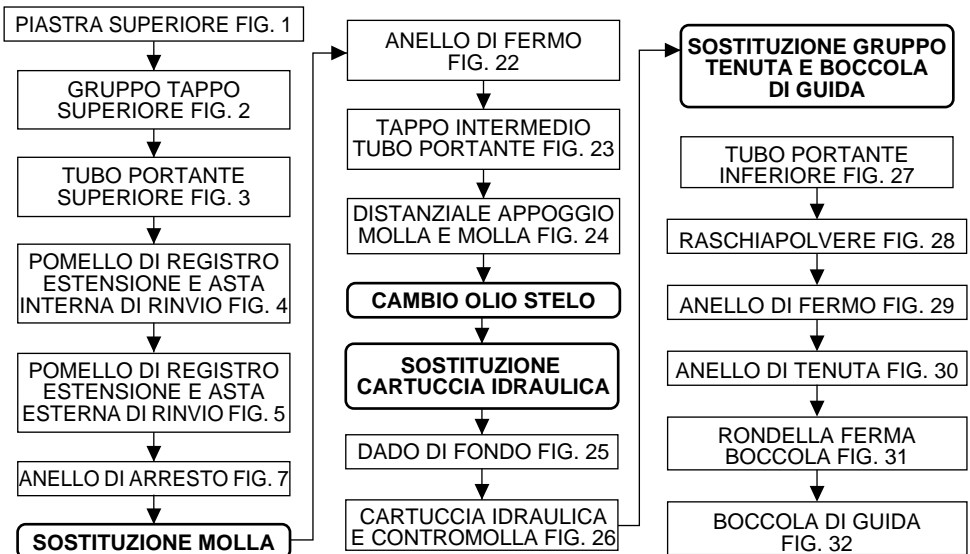 PIASTRA SUPERIORE FIG. 1
GRUPPO TAPPO
SUPERIORE FIG. 2
TUBO PORTANTE
SUPERIORE FIG. 3
POMELLO DI REGISTRO
ESTENSIONE E ASTA
INTERNA DI RINVIO FIG. 4
POMELLO DI REGISTRO
ESTENSIONE E ASTA
ESTERNA DI RINVIO FIG. 5
ANELLO DI ARRESTO FIG. 7
SOSTITUZIONE MOLLA
ANELLO DI FERMO
FIG. 22
TAPPO INTERMEDIO
TUBO PORTANTE FIG. 23
DISTANZIALE APPOGGIO
MOLLA E MOLLA FIG. 24
CAMBIO OLIO STELO
SOSTITUZIONE
CARTUCCIA IDRAULICA
DADO DI FONDO FIG. 25
CARTUCCIA IDRAULICA
E CONTROMOLLA FIG. 26
SOSTITUZIONE GRUPPO
TENUTA E BOCCOLA
DI GUIDA
TUBO PORTANTE
INFERIORE FIG. 27
RASCHIAPOLVERE FIG. 28
ANELLO DI FERMO FIG. 29
ANELLO DI TENUTA FIG. 30
RONDELLA FERMA
BOCCOLA FIG. 31
BOCCOLA DI GUIDA
FIG. 32